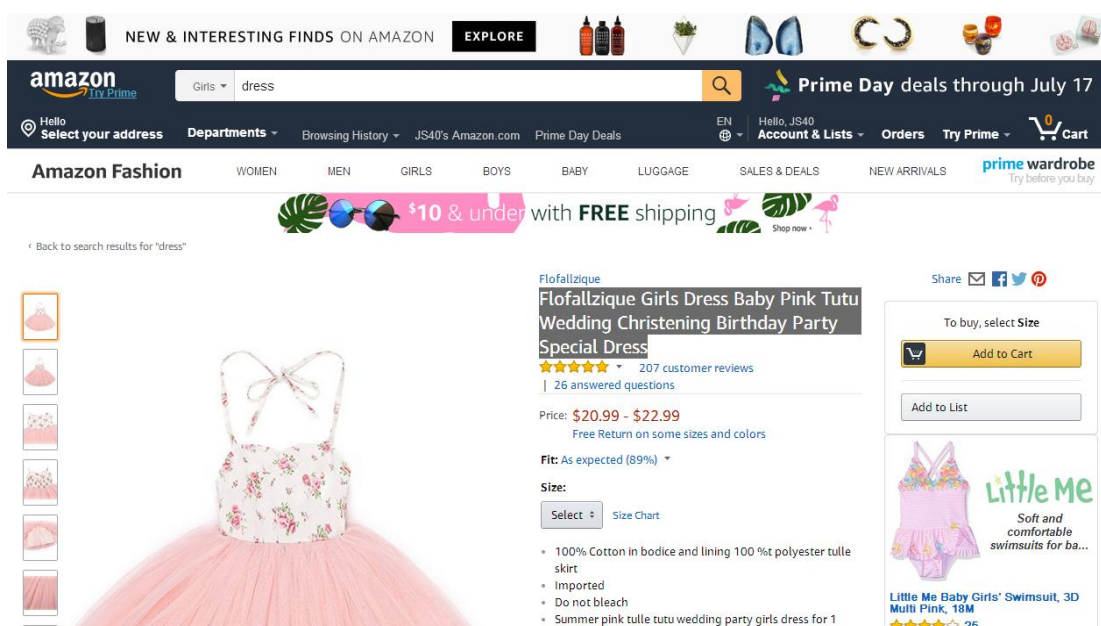 NEW & INTERESTING FINDS ON AMAZON EXPLORE
amazon
Try Prime
Girls dress
Prime Day deals through July 17
Hello
Select your address
Departments
Browsing History
JS40's Amazon.com
Prime Day Deals
EN
Hello, JS40
Account & Lists
Orders
Try Prime
0
Cart
Amazon Fashion
WOMEN MEN GIRLS BOYS BABY LUGGAGE SALES & DEALS NEW ARRIVALS
prime wardrobe
Try before you buy
$10 & under with FREE shipping
Shop now
‹ Back to search results for "dress"
Flofallzique
Flofallzique Girls Dress Baby Pink Tutu
Wedding Christening Birthday Party
Special Dress
207 customer reviews
| 26 answered questions
Price: $20.99 - $22.99
Free Return on some sizes and colors
Fit: As expected (89%)
Size:
Select Size Chart
• 100% Cotton in bodice and lining 100 %t polyester tulle
skirt
• Imported
• Do not bleach
• Summer pink tulle tutu wedding party girls dress for 1
Share
To buy, select Size
Add to Cart
Add to List
Little Me
Soft and
comfortable
swimsuits for ba...
Little Me Baby Girls' Swimsuit, 3D
Multi Pink, 18M
25